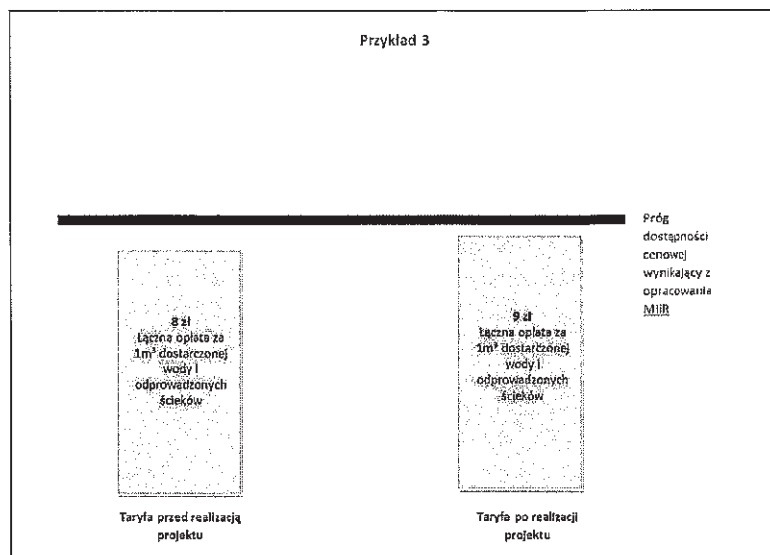 Przykład 3
Próg
dostępności
cenowej
wynikający z
opracowania
MIiR
8 zł
Łączna opłata za
1m³ dostarczonej
wody i
odprowadzonych
ścieków
9 zł
Łączna opłata za
1m³ dostarczonej
wody i
odprowadzonych
ścieków
Taryfa przed realizacją
projektu
Taryfa po realizacji
projektu